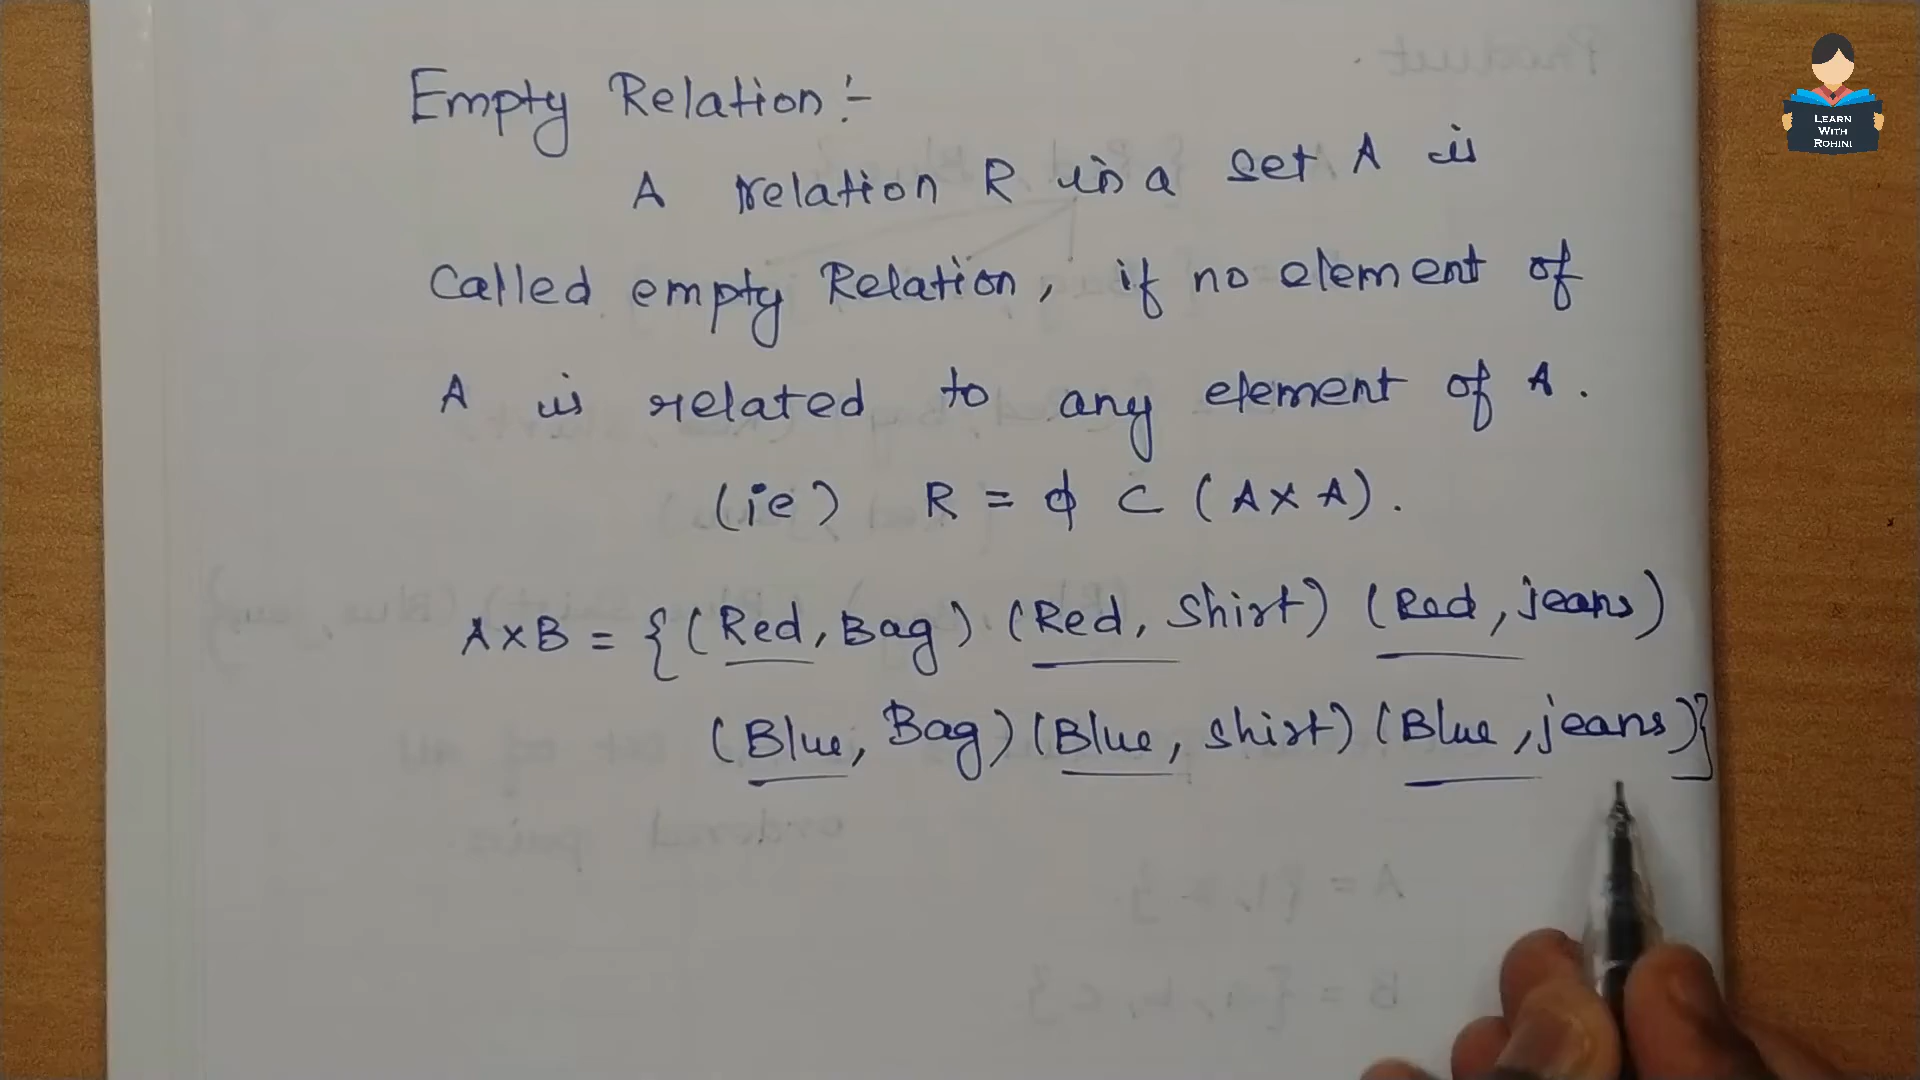 Empty Relation :-
A relation R in a set A is
Called empty Relation, if no element of
A is related to any element of A.
(ie) R = ϕ ⊂ (A × A).
A×B = {(Red, Bag) (Red, Shirt) (Red, jeans)
(Blue, Bag) (Blue, shirt) (Blue, jeans)}
LEARN
WITH
ROHINI